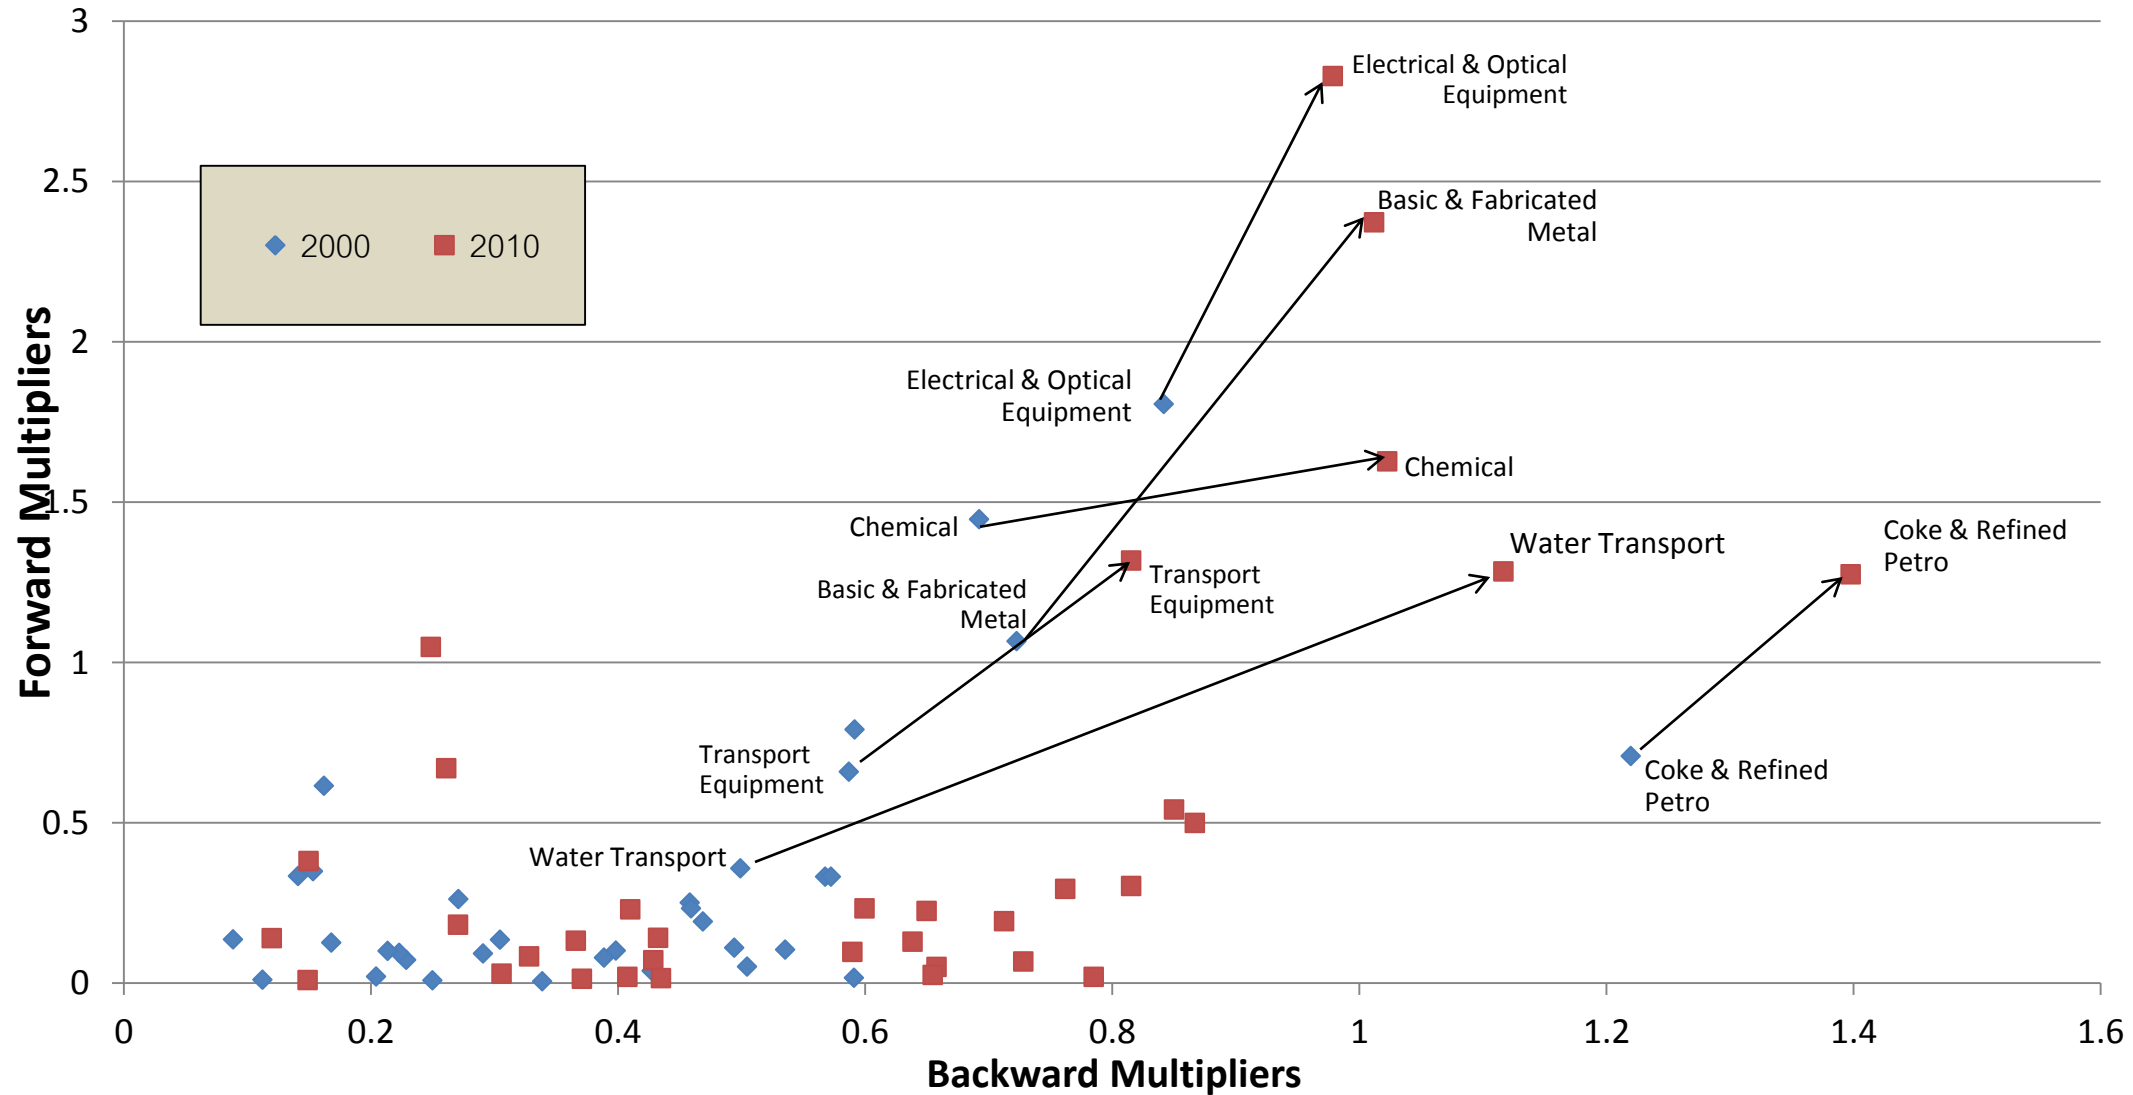 3
Electrical & Optical
Equipment
2.5
Basic & Fabricated
Metal
2000
2010
2
Electrical & Optical
Equipment
Chemical
1.5
Chemical
Water Transport
Coke & Refined
Petro
Transport
Equipment
Basic & Fabricated
Metal
Forward Multipliers
1
Transport
Equipment
Coke & Refined
Petro
0.5
Water Transport
0
0
0.2
0.4
0.6
0.8
1
1.2
1.4
1.6
Backward Multipliers